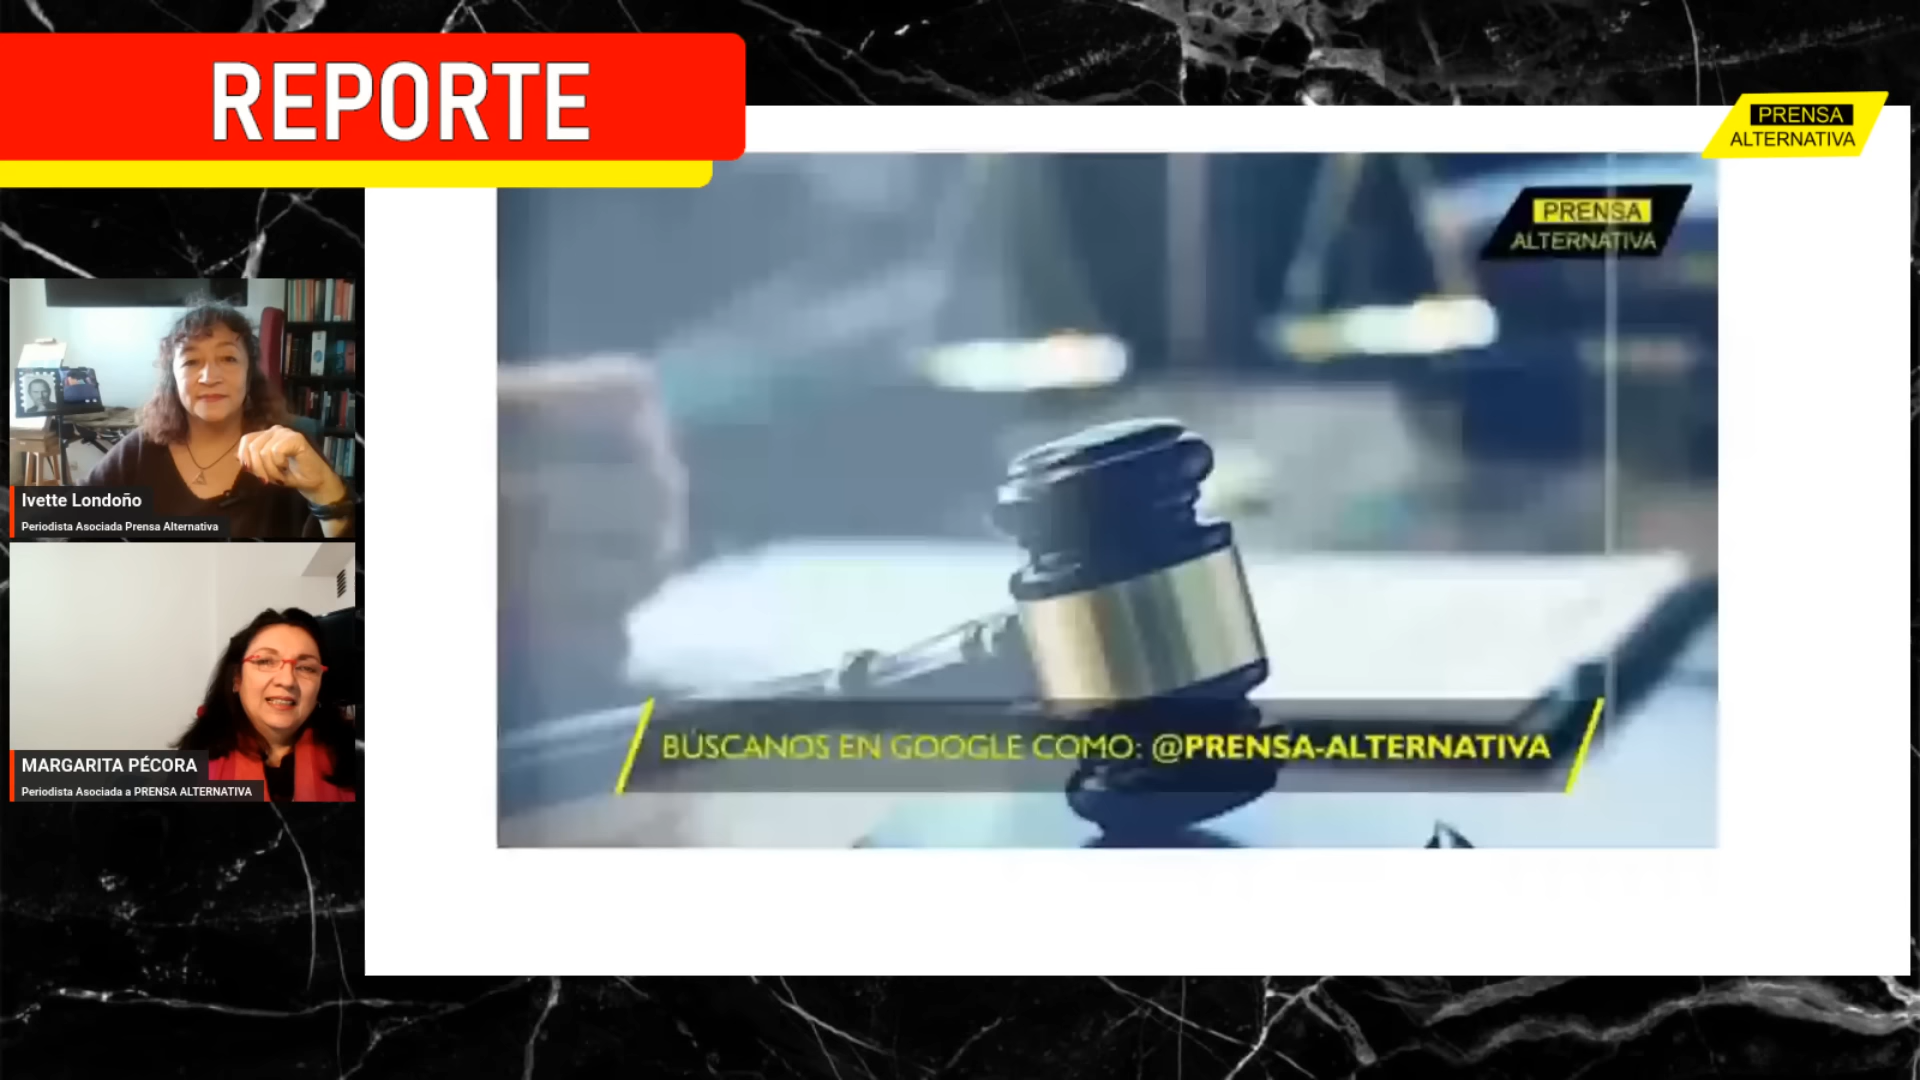 REPORTE
PRENSA
ALTERNATIVA
PRENSA
ALTERNATIVA
Ivette Londoño
Periodista Asociada Prensa Alternativa
MARGARITA PÉCORA
Periodista Asociada a PRENSA ALTERNATIVA
BÚSCANOS EN GOOGLE COMO: @PRENSA-ALTERNATIVA